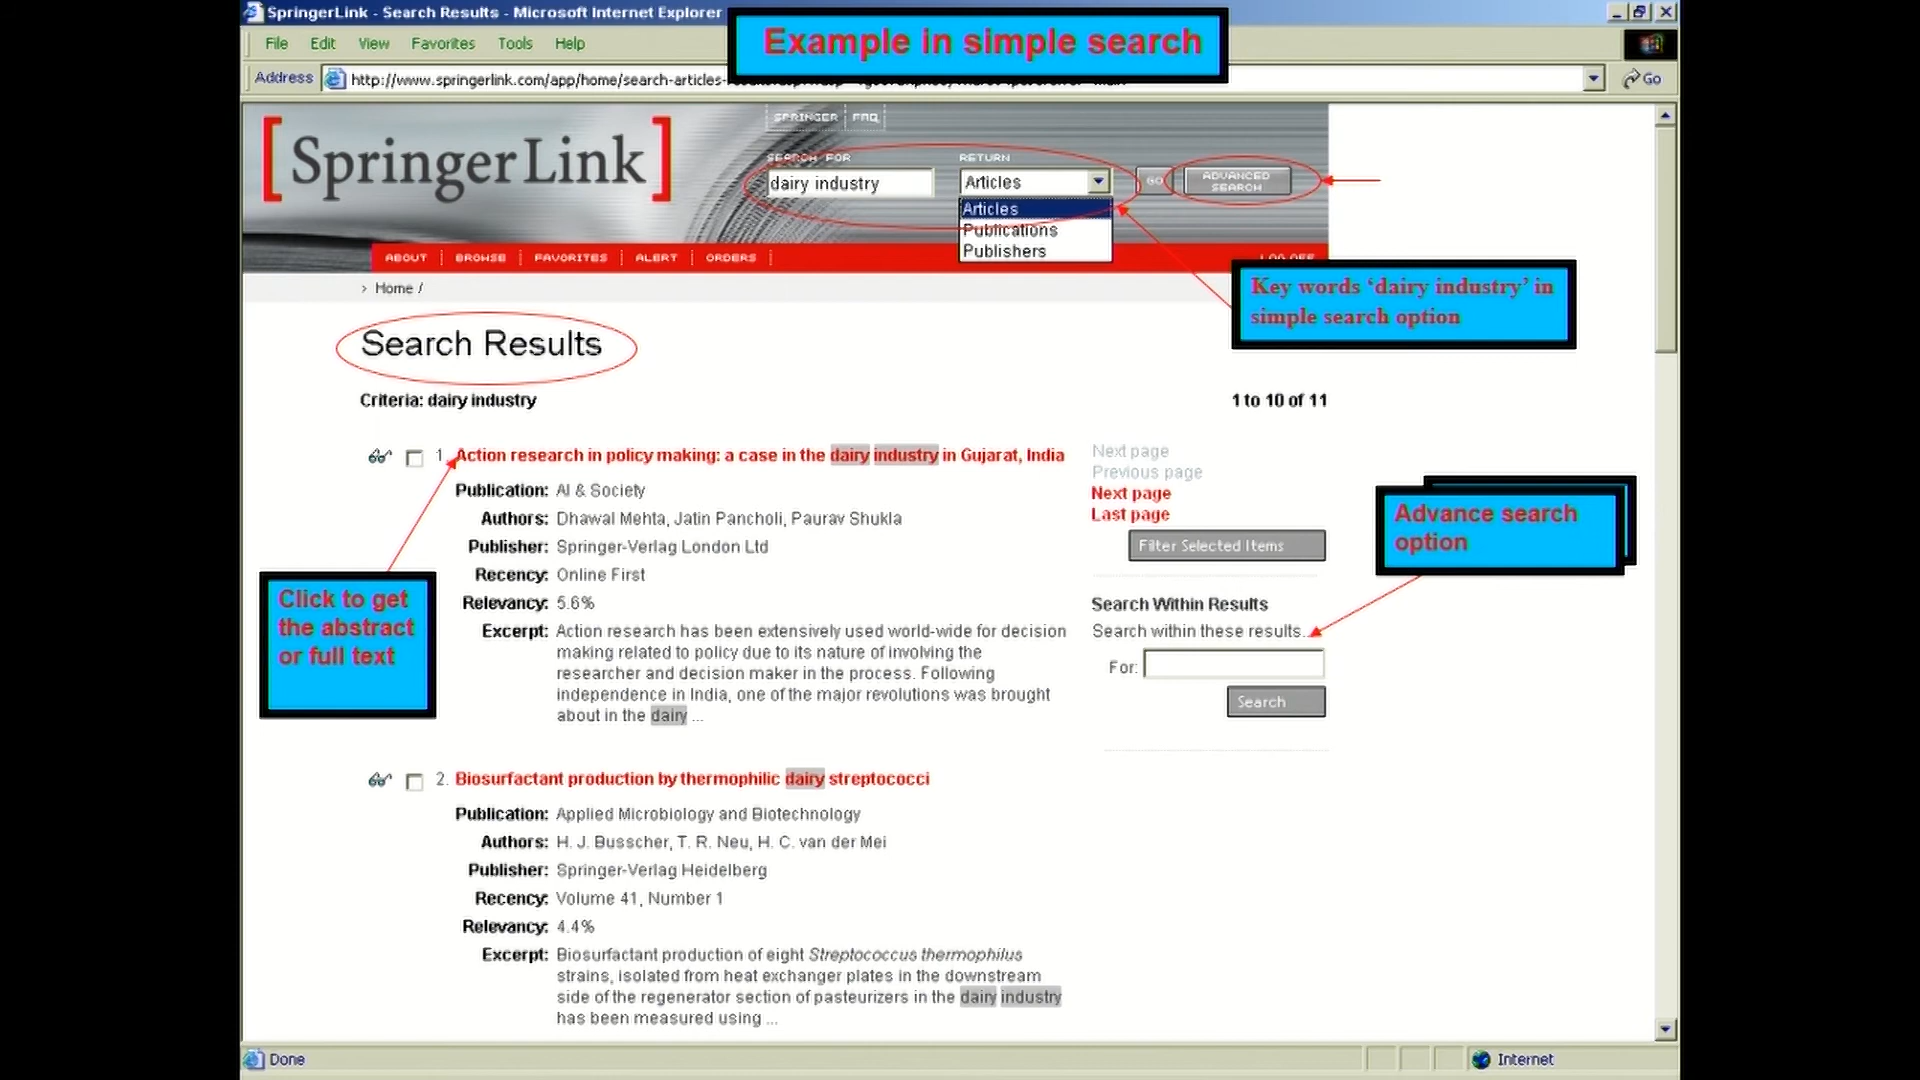 SpringerLink - Search Results - Microsoft Internet Explorer
Example in simple search
File Edit View Favorites Tools Help
Address http://www.springerlink.com/app/home/search-articles- Go
SPRINGER FAQ
[SpringerLink]
SEARCH FOR RETURN
dairy industry Articles GO ADVANCED SEARCH
Articles
Publications
Publishers
ABOUT BROWSE FAVORITES ALERT ORDERS LOG OFF
Key words ‘dairy industry’ in
simple search option
> Home /
Search Results
Criteria: dairy industry 1 to 10 of 11
1. Action research in policy making: a case in the dairy industry in Gujarat, India
Publication: AI & Society
Authors: Dhawal Mehta, Jatin Pancholi, Paurav Shukla
Publisher: Springer-Verlag London Ltd
Recency: Online First
Relevancy: 5.6%
Excerpt: Action research has been extensively used world-wide for decision
making related to policy due to its nature of involving the
researcher and decision maker in the process. Following
independence in India, one of the major revolutions was brought
about in the dairy ...
Next page
Previous page
Next page
Last page
Filter Selected Items
Advance search
option
Search Within Results
Search within these results...
For:
Search
Click to get
the abstract
or full text
2. Biosurfactant production by thermophilic dairy streptococci
Publication: Applied Microbiology and Biotechnology
Authors: H. J. Busscher, T. R. Neu, H. C. van der Mei
Publisher: Springer-Verlag Heidelberg
Recency: Volume 41, Number 1
Relevancy: 4.4%
Excerpt: Biosurfactant production of eight Streptococcus thermophilus
strains, isolated from heat exchanger plates in the downstream
side of the regenerator section of pasteurizers in the dairy industry
has been measured using ...
Done Internet